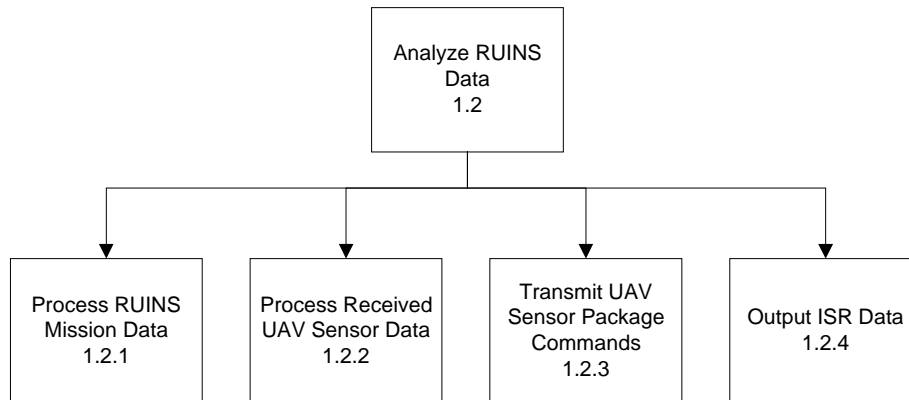 Analyze RUINS
Data
1.2
Process RUINS
Mission Data
1.2.1
Process Received
UAV Sensor Data
1.2.2
Transmit UAV
Sensor Package
Commands
1.2.3
Output ISR Data
1.2.4